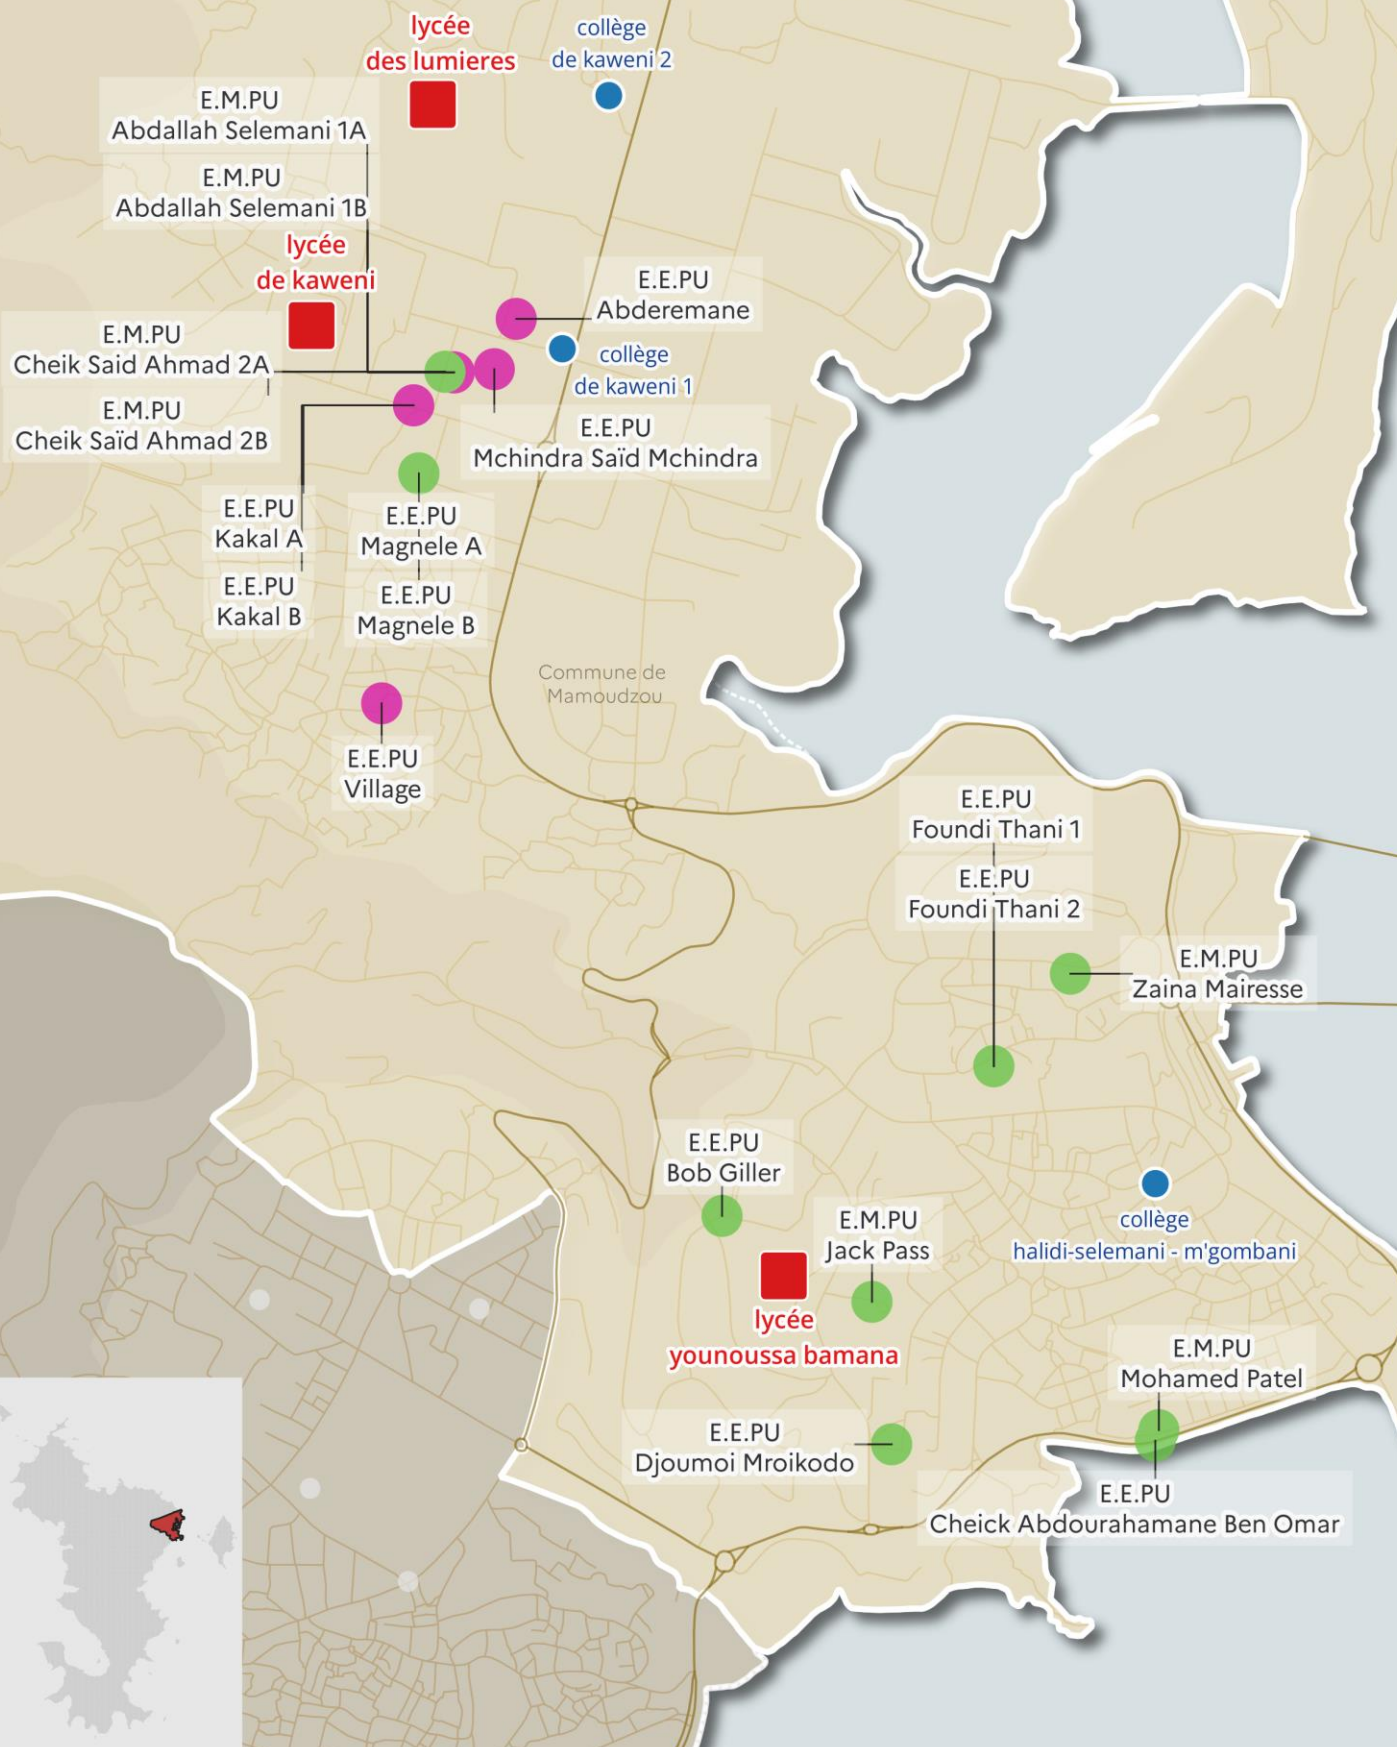 lycée
des lumieres
collège
de kaweni 2
E.M.PU
Abdallah Selemani 1A
E.M.PU
Abdallah Selemani 1B
lycée
de kaweni
E.E.PU
Abderemane
E.M.PU
Cheik Said Ahmad 2A
collège
de kaweni 1
E.M.PU
Cheik Saïd Ahmad 2B
E.E.PU
Mchindra Saïd Mchindra
E.E.PU
Kakal A
E.E.PU
Magnele A
E.E.PU
Kakal B
E.E.PU
Magnele B
Commune de
Mamoudzou
E.E.PU
Village
E.E.PU
Foundi Thani 1
E.E.PU
Foundi Thani 2
E.M.PU
Zaina Mairesse
E.E.PU
Bob Giller
E.M.PU
Jack Pass
collège
halidi-selemani - m'gombani
lycée
younoussa bamana
E.M.PU
Mohamed Patel
E.E.PU
Djoumoi Mroikodo
E.E.PU
Cheick Abdourahamane Ben Omar